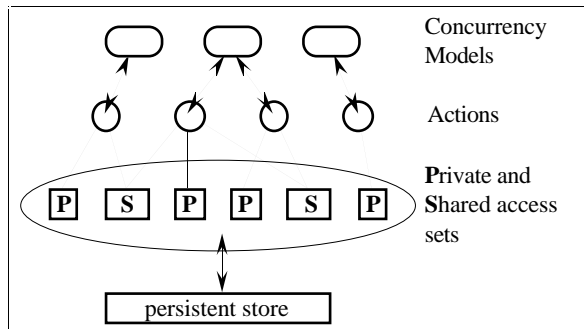 Concurrency
Models
Actions
Private and
Shared access
sets
P S P P S P
persistent store